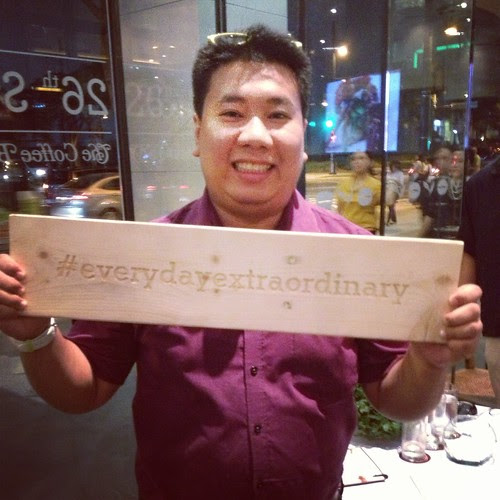 26th S
The Coffee B
#everydayextraordinary